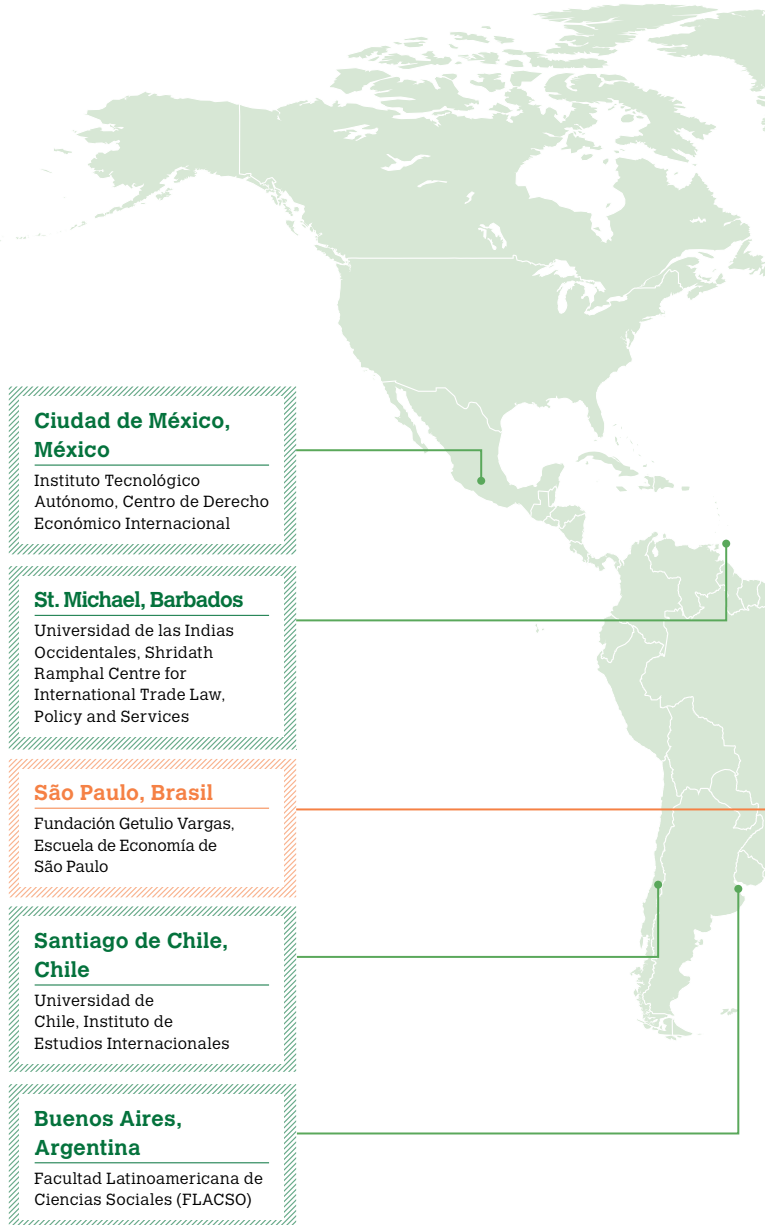 Ciudad de México,
México
Instituto Tecnológico
Autónomo, Centro de Derecho
Económico Internacional
St. Michael, Barbados
Universidad de las Indias
Occidentales, Shridath
Ramphal Centre for
International Trade Law,
Policy and Services
São Paulo, Brasil
Fundación Getulio Vargas,
Escuela de Economía de
São Paulo
Santiago de Chile,
Chile
Universidad de
Chile, Instituto de
Estudios Internacionales
Buenos Aires,
Argentina
Facultad Latinoamericana de
Ciencias Sociales (FLACSO)